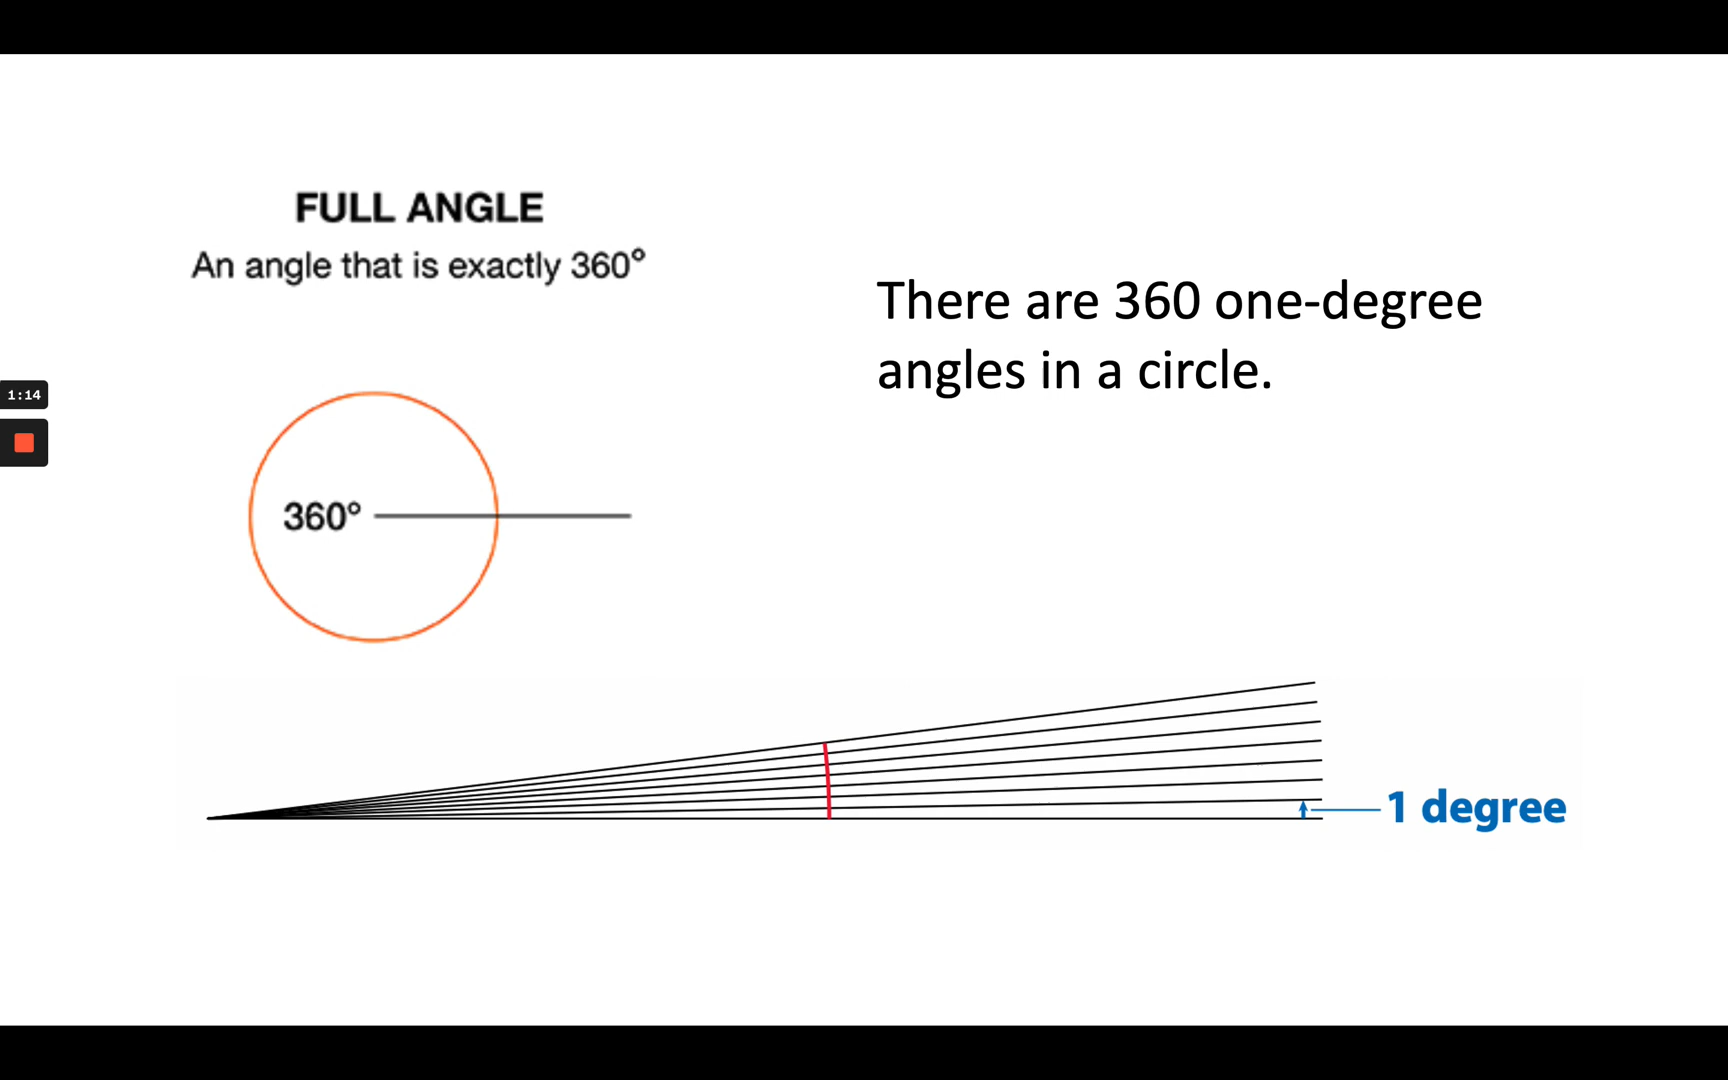 FULL ANGLE
An angle that is exactly 360°
There are 360 one-degree
angles in a circle.
1:14
360°
1 degree